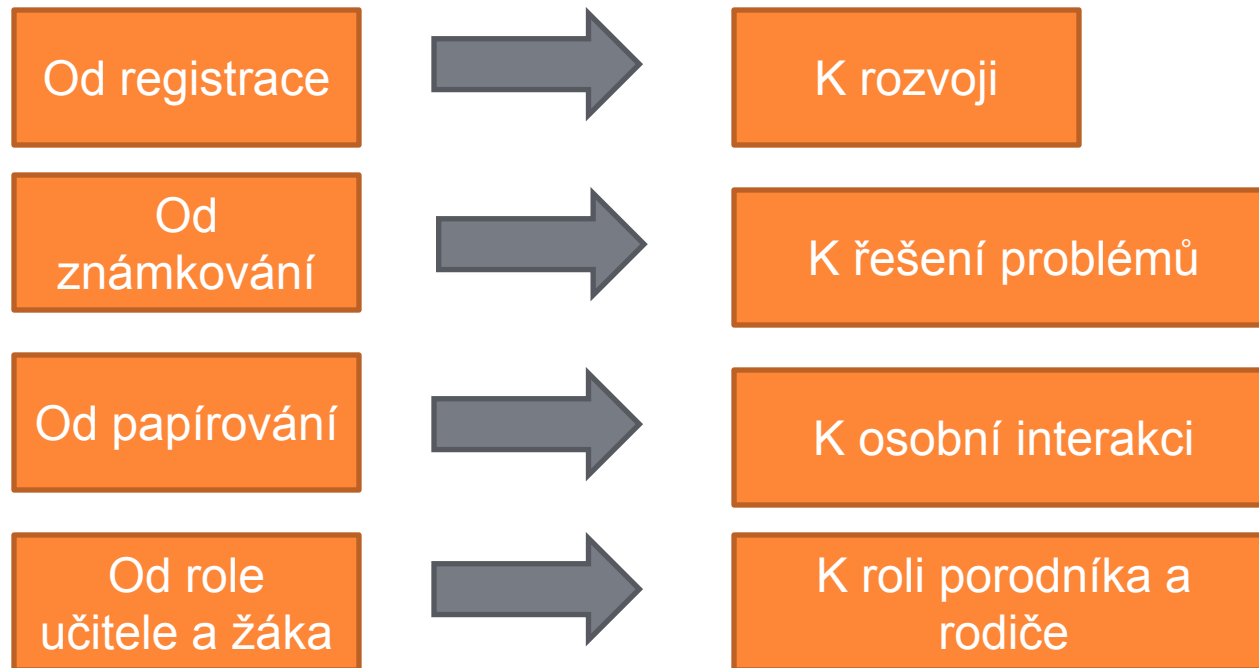 Od registrace
K rozvoji
Od
známkování
K řešení problémů
Od papírování
K osobní interakci
Od role
učitele a žáka
K roli porodníka a
rodiče